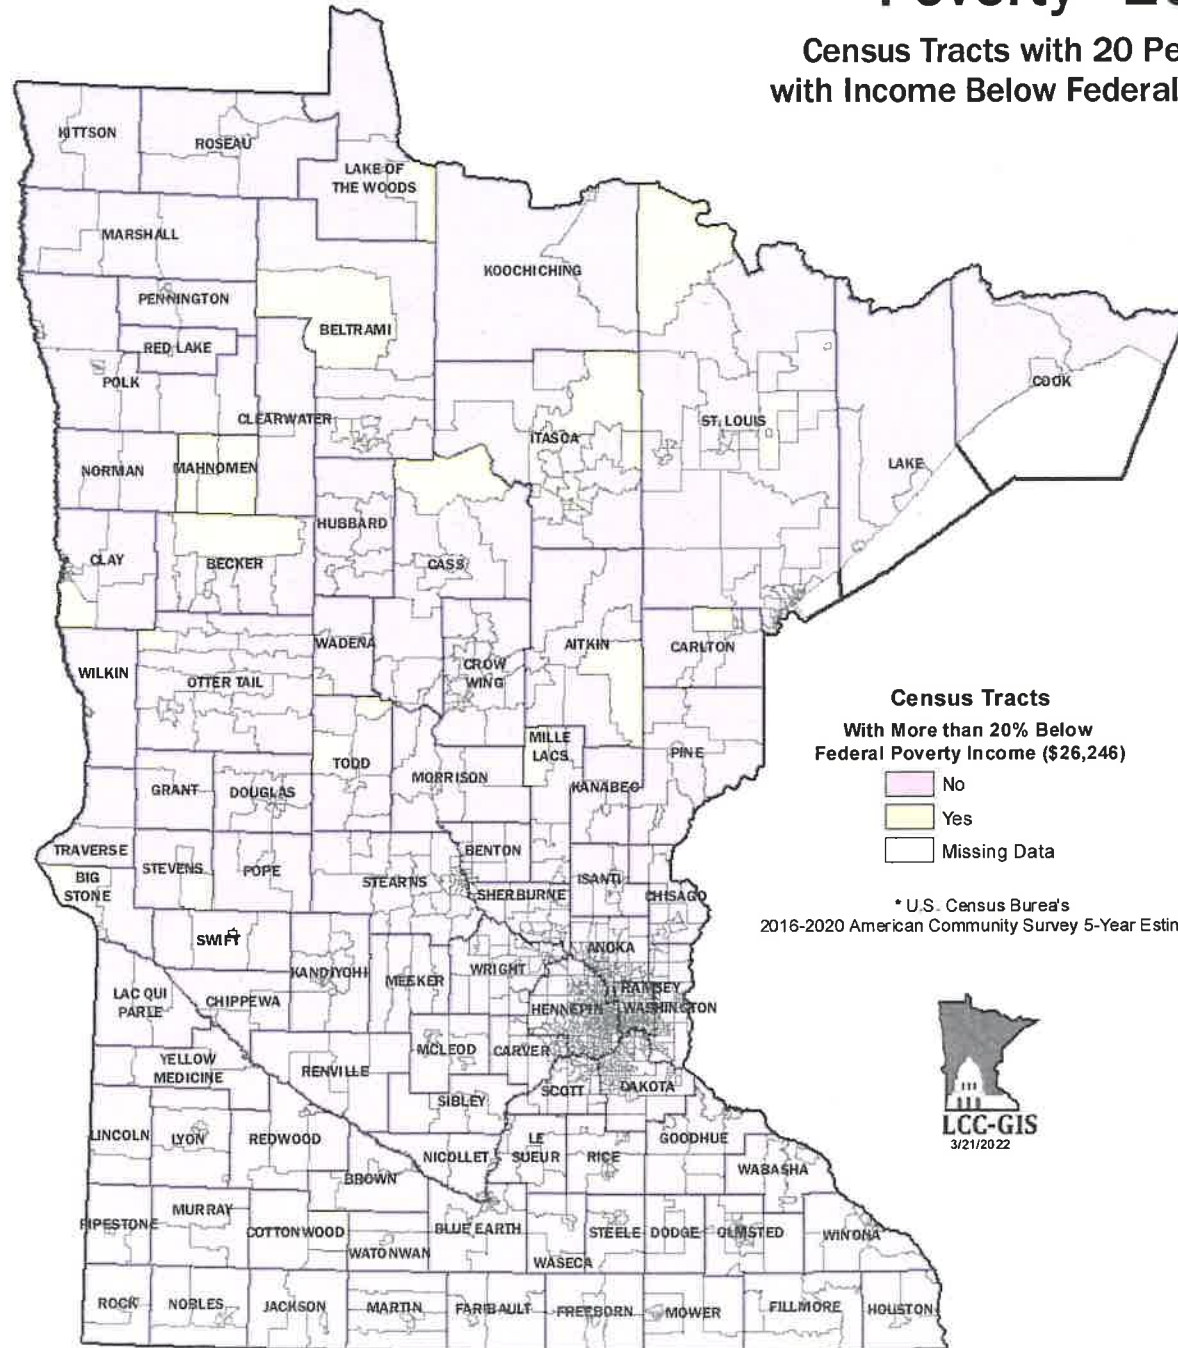 Census Tracts with 20 Pe
with Income Below Federal
KITTSON
ROSEAU
LAKE OF
THE WOODS
MARSHALL
KOOCHICHING
PENNINGTON
BELTRAMI
RED LAKE
POLK
COOK
CLEARWATER
ST. LOUIS
ITASCA
NORMAN
MAHNOMEN
LAKE
HUBBARD
CLAY
BECKER
CASS
WADENA
AITKIN
CARLTON
WILKIN
CROW
WING
OTTER TAIL
Census Tracts
With More than 20% Below
Federal Poverty Income ($26,246)
No
Yes
Missing Data
MILLE
LACS
PINE
TODD
MORRISON
KANABEC
GRANT
DOUGLAS
TRAVERSE
BENTON
STEVENS
POPE
BIG
STONE
STEARNS
ISANTI
SHERBURNE
CHISAGO
* U.S. Census Burea's
2016-2020 American Community Survey 5-Year Estin
SWIFT
ANOKA
KANDIYOHI
WRIGHT
MEEKER
RAMSEY
LAC QUI
PARLE
CHIPPEWA
HENNEPIN
WASHINGTON
MCLEOD
CARVER
YELLOW
MEDICINE
RENVILLE
SCOTT
DAKOTA
SIBLEY
LCC-GIS
3/21/2022
LINCOLN
LYON
REDWOOD
LE
SUEUR
RICE
GOODHUE
NICOLLET
WABASHA
BROWN
MURRAY
PIPESTONE
COTTONWOOD
BLUE EARTH
STEELE
DODGE
OLMSTED
WINONA
WATONWAN
WASECA
ROCK
NOBLES
JACKSON
MARTIN
FARIBAULT
FREEBORN
MOWER
FILLMORE
HOUSTON